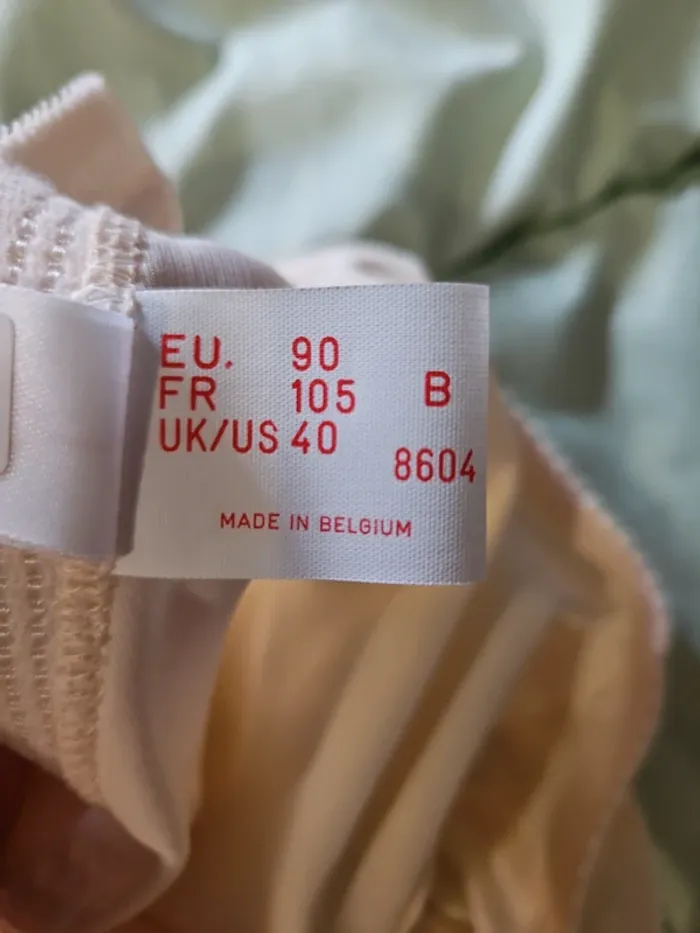 EU. 90
FR 105 B
UK/US 40
8604
MADE IN BELGIUM